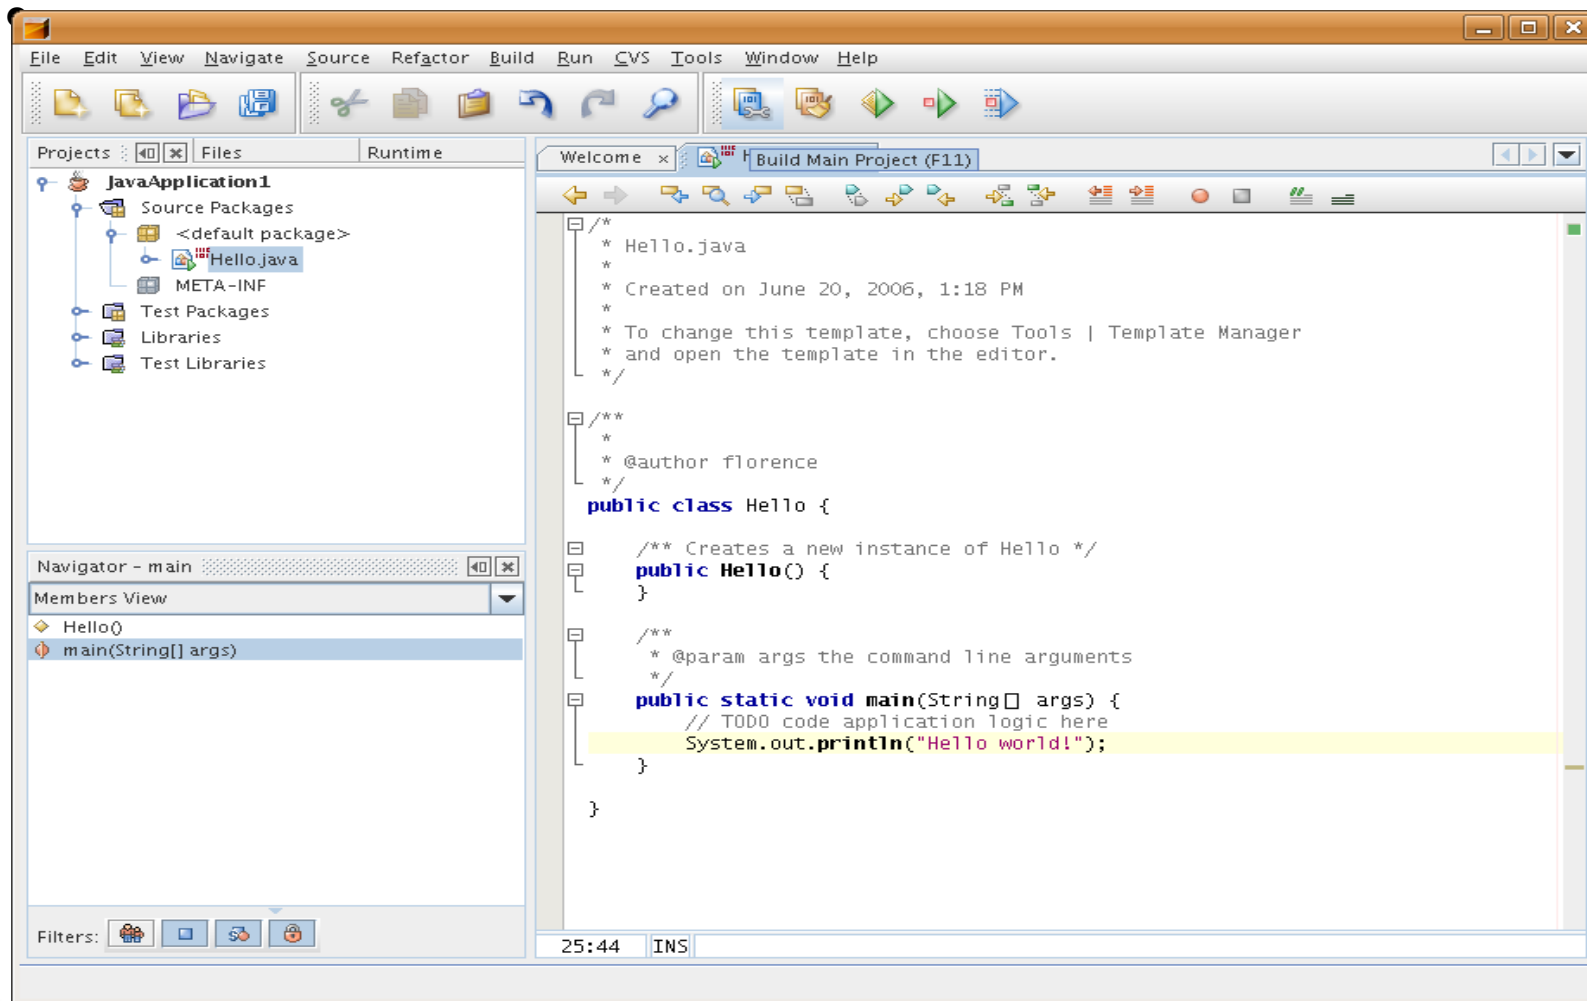 File Edit View Navigate Source Refactor Build Run CVS Tools Window Help
Projects Files Runtime
JavaApplication1
Source Packages
<default package>
Hello.java
META-INF
Test Packages
Libraries
Test Libraries
Navigator - main
Members View
Hello()
main(String[] args)
Filters:
Welcome
Build Main Project (F11)
/*
* Hello.java
*
* Created on June 20, 2006, 1:18 PM
*
* To change this template, choose Tools | Template Manager
* and open the template in the editor.
*/
/**
*
* @author florence
*/
public class Hello {
/** Creates a new instance of Hello */
public Hello() {
}
/**
* @param args the command line arguments
*/
public static void main(String[] args) {
// TODO code application logic here
System.out.println("Hello world!");
}
}
25:44 INS